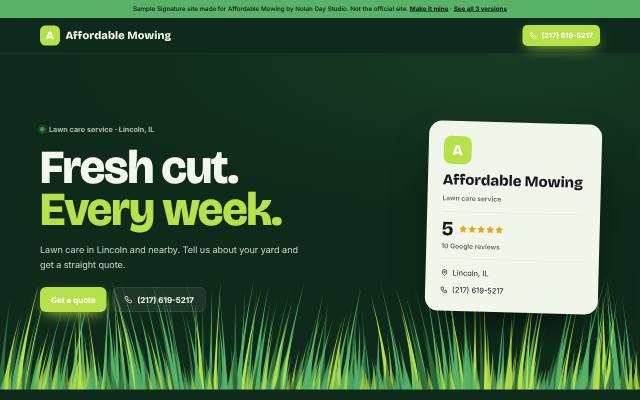 Sample Signature site made for Affordable Mowing by Nolan Day Studio. Not the official site. Make it mine · See all 3 versions
A Affordable Mowing
(217) 619-5217
Lawn care service · Lincoln, IL
Fresh cut.
Every week.
Lawn care in Lincoln and nearby. Tell us about your yard and
get a straight quote.
Get a quote
(217) 619-5217
A
Affordable Mowing
Lawn care service
5
10 Google reviews
Lincoln, IL
(217) 619-5217